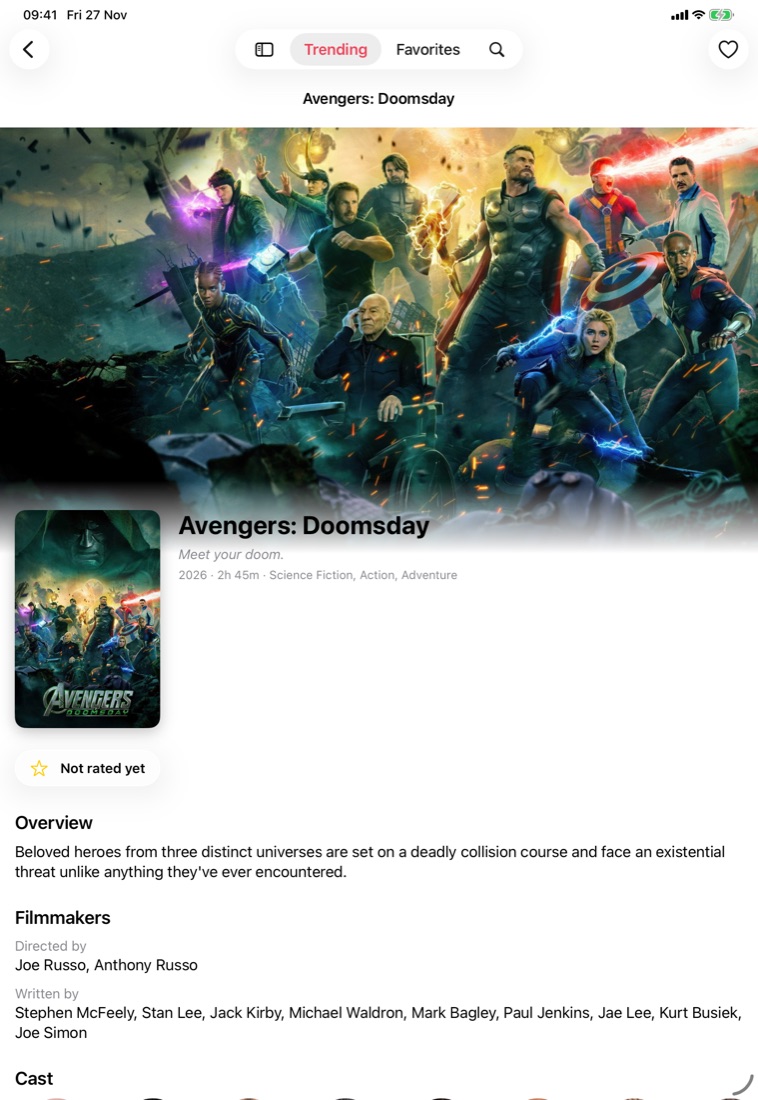 09:41 Fri 27 Nov
Trending Favorites
Avengers: Doomsday
Avengers: Doomsday
Meet your doom.
2026 · 2h 45m · Science Fiction, Action, Adventure
AVENGERS
DOOMSDAY
Not rated yet
Overview
Beloved heroes from three distinct universes are set on a deadly collision course and face an existential
threat unlike anything they've ever encountered.
Filmmakers
Directed by
Joe Russo, Anthony Russo
Written by
Stephen McFeely, Stan Lee, Jack Kirby, Michael Waldron, Mark Bagley, Paul Jenkins, Jae Lee, Kurt Busiek,
Joe Simon
Cast